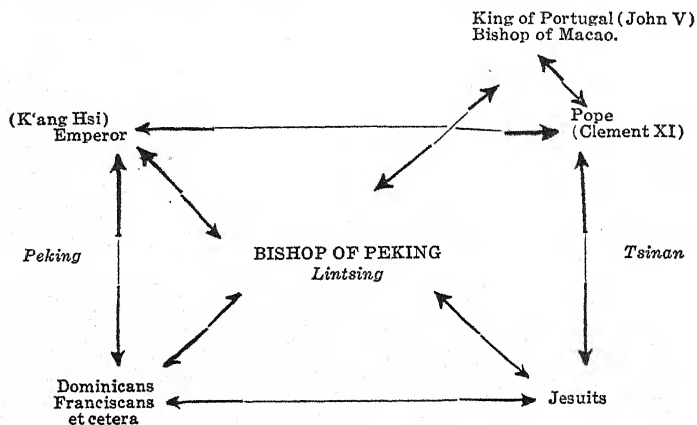 King of Portugal (John V)
Bishop of Macao.
(K‘ang Hsi)
Emperor
Pope
(Clement XI)
Peking
BISHOP OF PEKING
Lintsing
Tsinan
Dominicans
Franciscans
et cetera
Jesuits